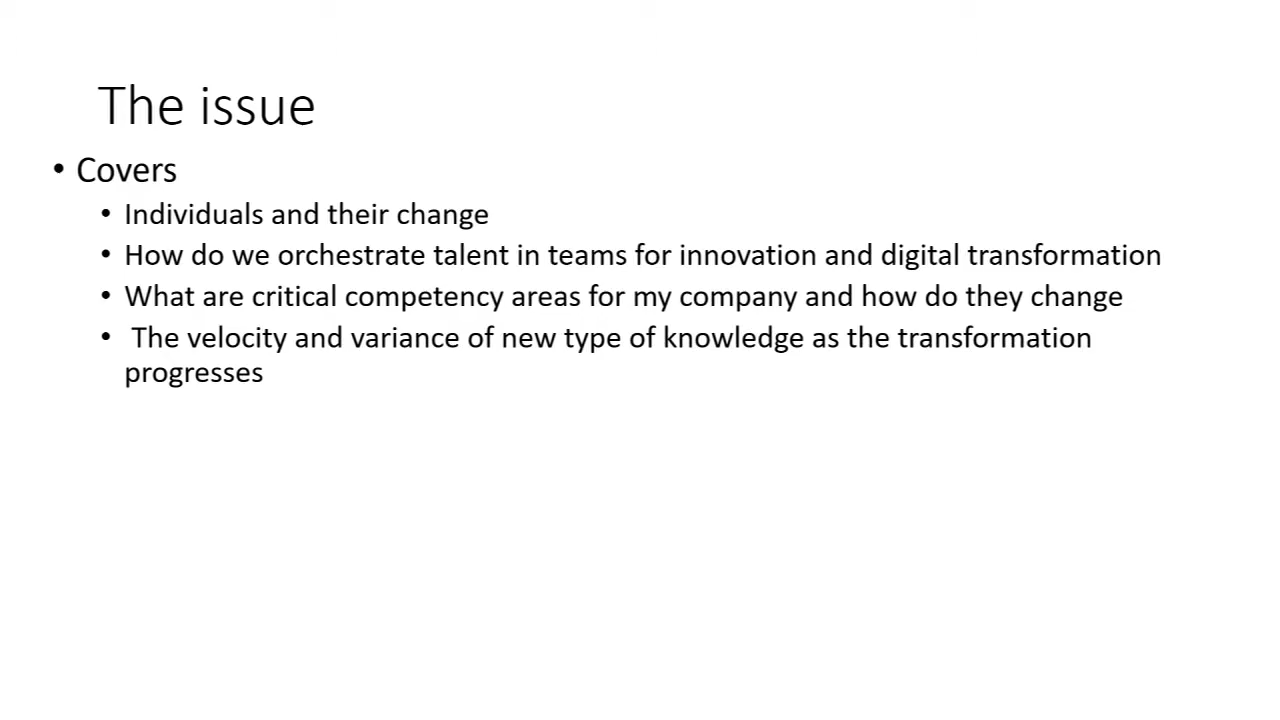 The issue
• Covers
• Individuals and their change
• How do we orchestrate talent in teams for innovation and digital transformation
• What are critical competency areas for my company and how do they change
• The velocity and variance of new type of knowledge as the transformation
progresses